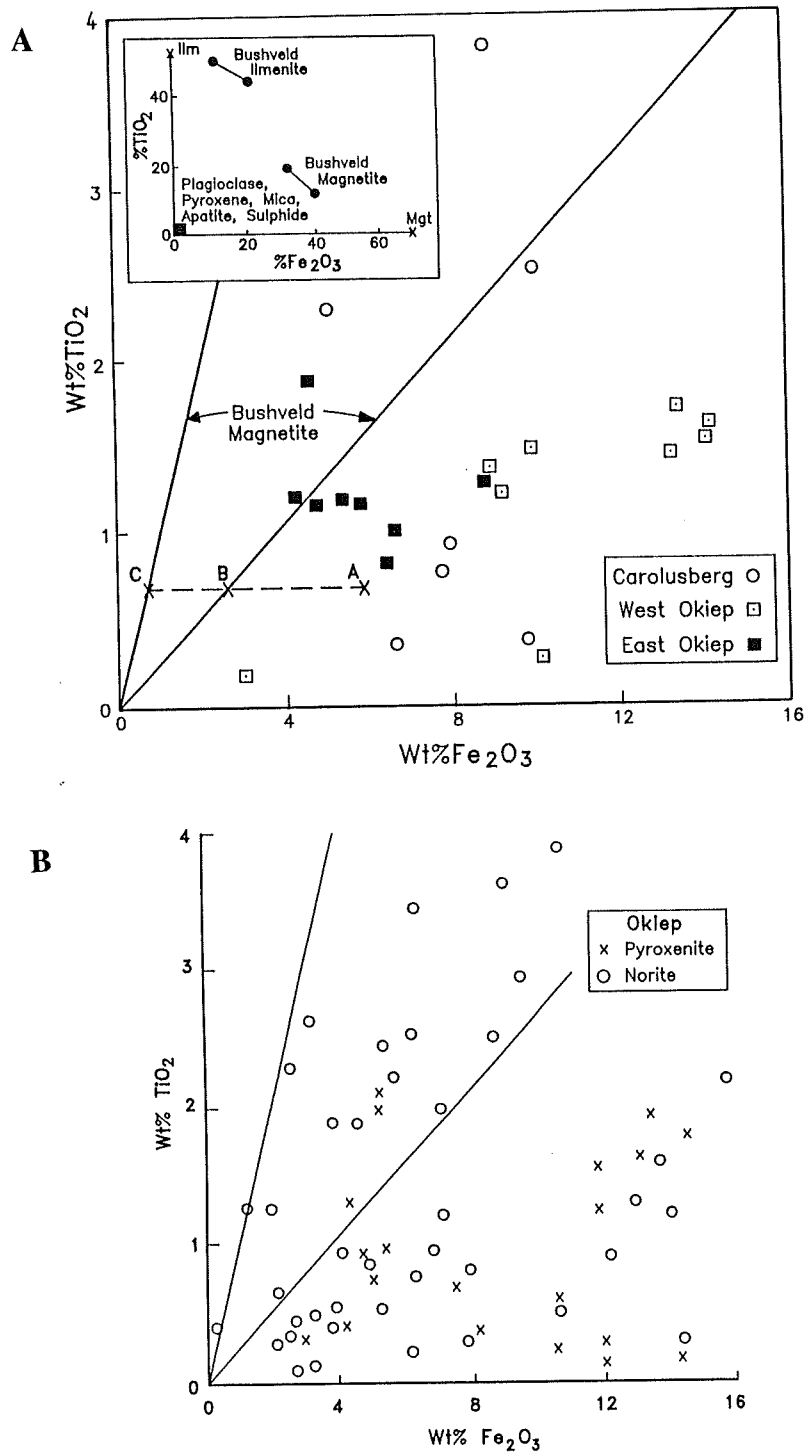 A
4
3
2
1
0
Wt%TiO2
Ilm
Bushveld
Ilmenite
40
20
0
%TiO2
Bushveld
Magnetite
Plagioclase,
Pyroxene, Mica,
Apatite, Sulphide
Mgt
0 20 40 60
%Fe2O3
Bushveld
Magnetite
C B A
Carolusberg
West Okiep
East Okiep
0 4 8 12 16
Wt%Fe2O3
B
4
3
2
1
0
Wt% TiO2
Okiep
x Pyroxenite
Norite
0 4 8 12 16
Wt% Fe2O3